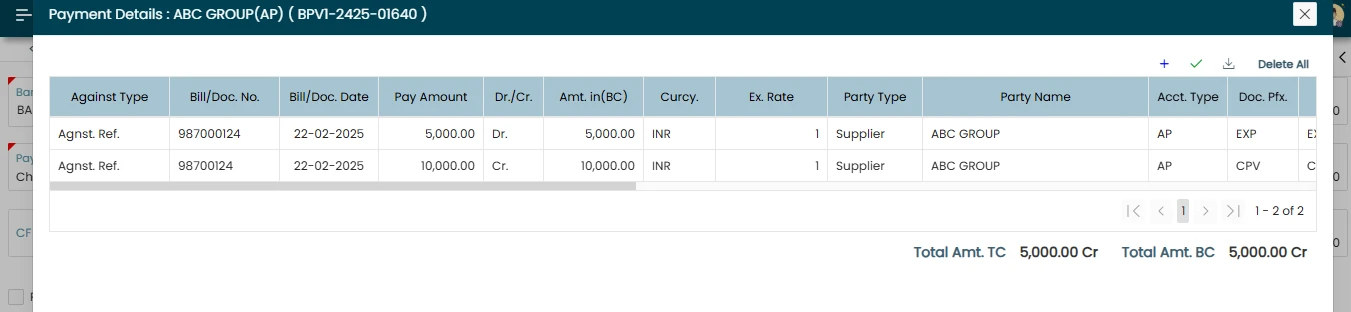 Payment Details : ABC GROUP(AP) ( BPV1-2425-01640 )
Delete All
Against Type Bill/Doc. No. Bill/Doc. Date Pay Amount Dr./Cr. Amt. in(BC) Curcy. Ex. Rate Party Type Party Name Acct. Type Doc. Pfx.
Agnst. Ref. 987000124 22-02-2025 5,000.00 Dr. 5,000.00 INR 1 Supplier ABC GROUP AP EXP
Agnst. Ref. 98700124 22-02-2025 10,000.00 Cr. 10,000.00 INR 1 Supplier ABC GROUP AP CPV C
1 1 - 2 of 2
Total Amt. TC 5,000.00 Cr Total Amt. BC 5,000.00 Cr
Bar
BA
Pay
Ch
CF